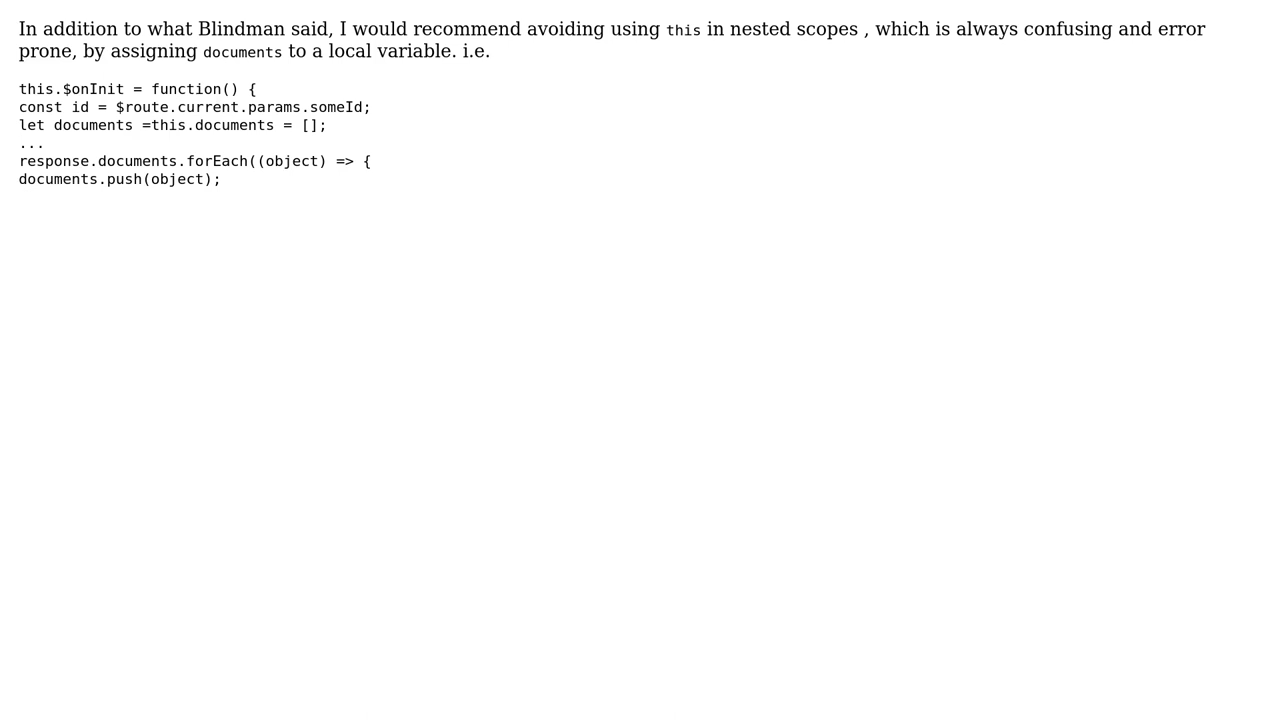 In addition to what Blindman said, I would recommend avoiding using this in nested scopes , which is always confusing and error
prone, by assigning documents to a local variable. i.e.
this.$onInit = function() {
const id = $route.current.params.someId;
let documents =this.documents = [];
...
response.documents.forEach((object) => {
documents.push(object);